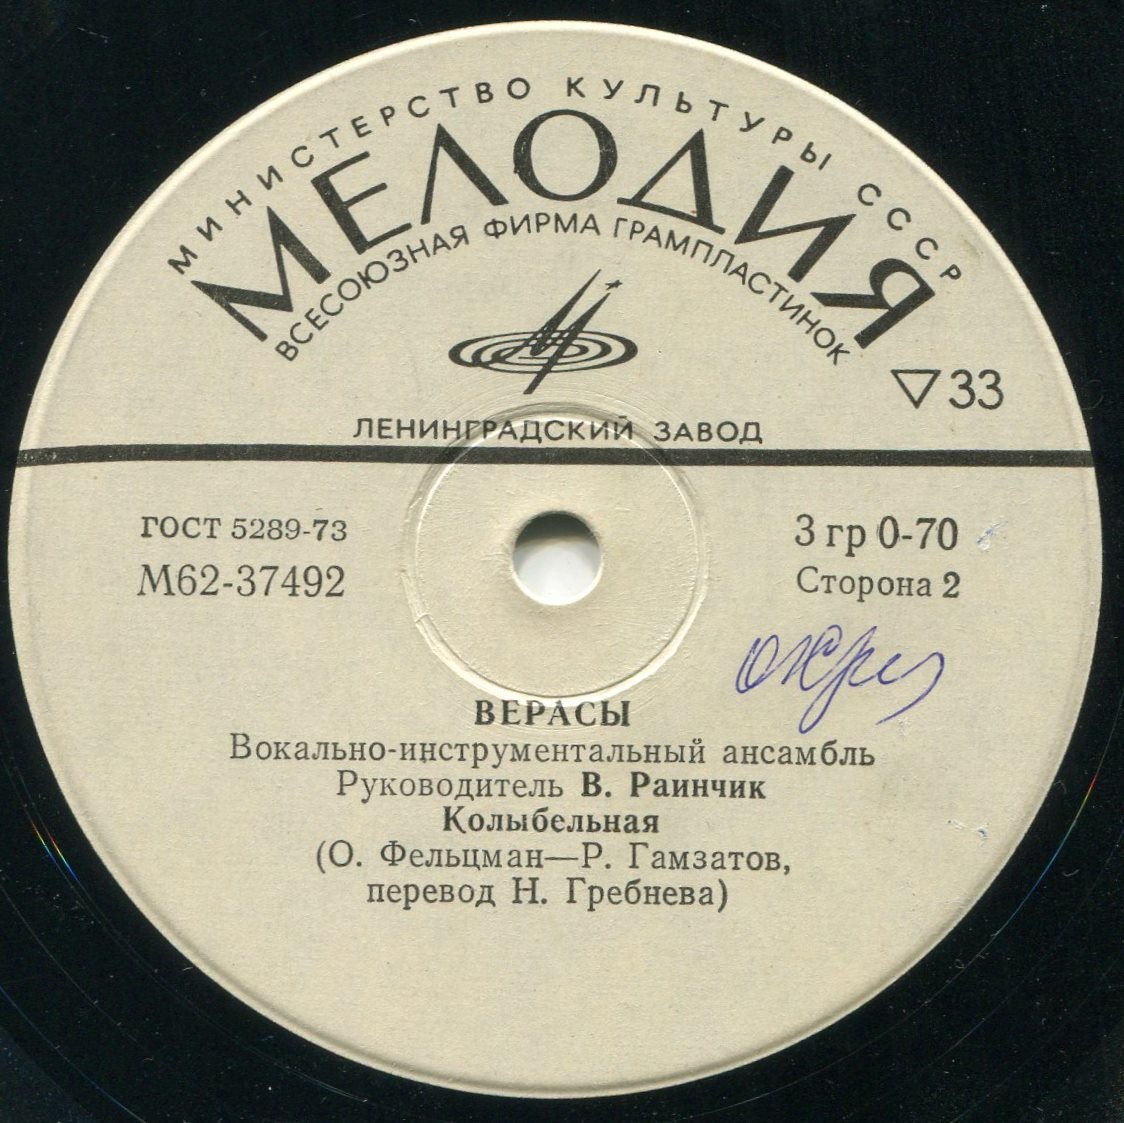 МИНИСТЕРСТВО КУЛЬТУРЫ СССР
МЕЛОДИЯ
ВСЕСОЮЗНАЯ ФИРМА ГРАМПЛАСТИНОК
▽33
ЛЕНИНГРАДСКИЙ ЗАВОД
ГОСТ 5289-73
М62-37492
3 гр 0-70
Сторона 2
ВЕРАСЫ
Вокально-инструментальный ансамбль
Руководитель В. Раинчик
Колыбельная
(О. Фельцман—Р. Гамзатов,
перевод Н. Гребнева)